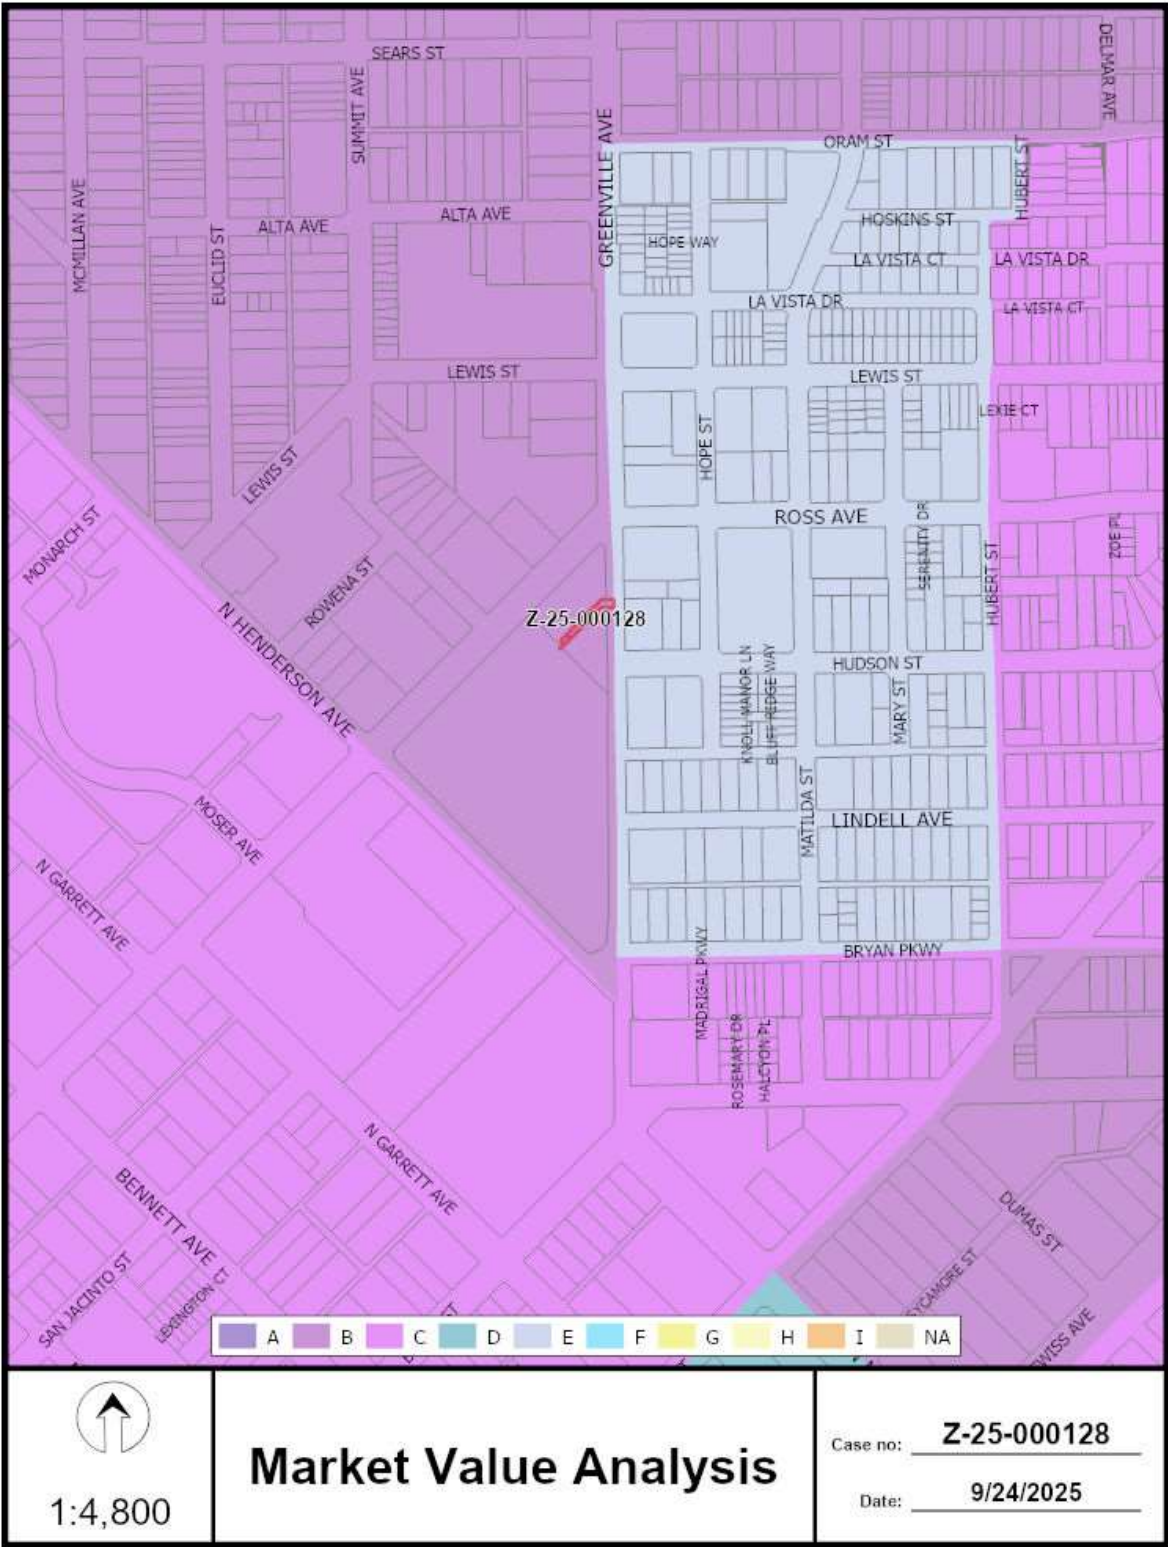 SEARS ST
DELMAR AVE
SUMMIT AVE
GREENVILLE AVE
ORAM ST
HUBERT ST
MCMILLAN AVE
ALTA AVE
ALTA AVE
EUCLID ST
HOSKINS ST
HOPE WAY
LA VISTA CT
LA VISTA DR
LA VISTA DR
LA VISTA CT
LEWIS ST
LEWIS ST
LEXIE CT
HOPE ST
LEWIS ST
ROSS AVE
MONARCH ST
SERENITY DR
ZOE PL
HUBERT ST
ROWENA ST
N HENDERSON AVE
Z-25-000128
HUDSON ST
KNOLL MANOR LN
BLUFF RIDGE WAY
MARY ST
MOSER AVE
MATILDA ST
LINDELL AVE
N GARRETT AVE
BRYAN PKWY
MADRIGAL PKWY
ROSEMARY DR
HALCYON PL
N GARRETT AVE
BENNETT AVE
DUMAS ST
SAN JACINTO ST
LEXINGTON CT
SYCAMORE ST
A B C D E F G H I NA
1:4,800
Market Value Analysis
Case no: Z-25-000128
Date: 9/24/2025